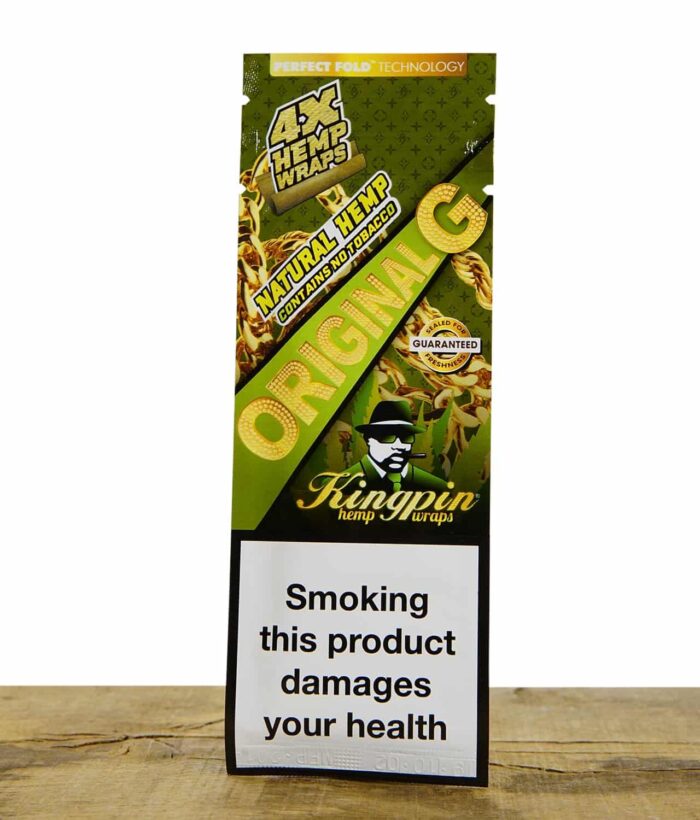 PERFECT FOLD™ TECHNOLOGY
4X
HEMP
WRAPS
NATURAL HEMP
CONTAINS NO TOBACCO
ORIGINAL G
SEALED FOR
GUARANTEED
FRESHNESS
Kingpin®
hemp wraps
Smoking
this product
damages
your health